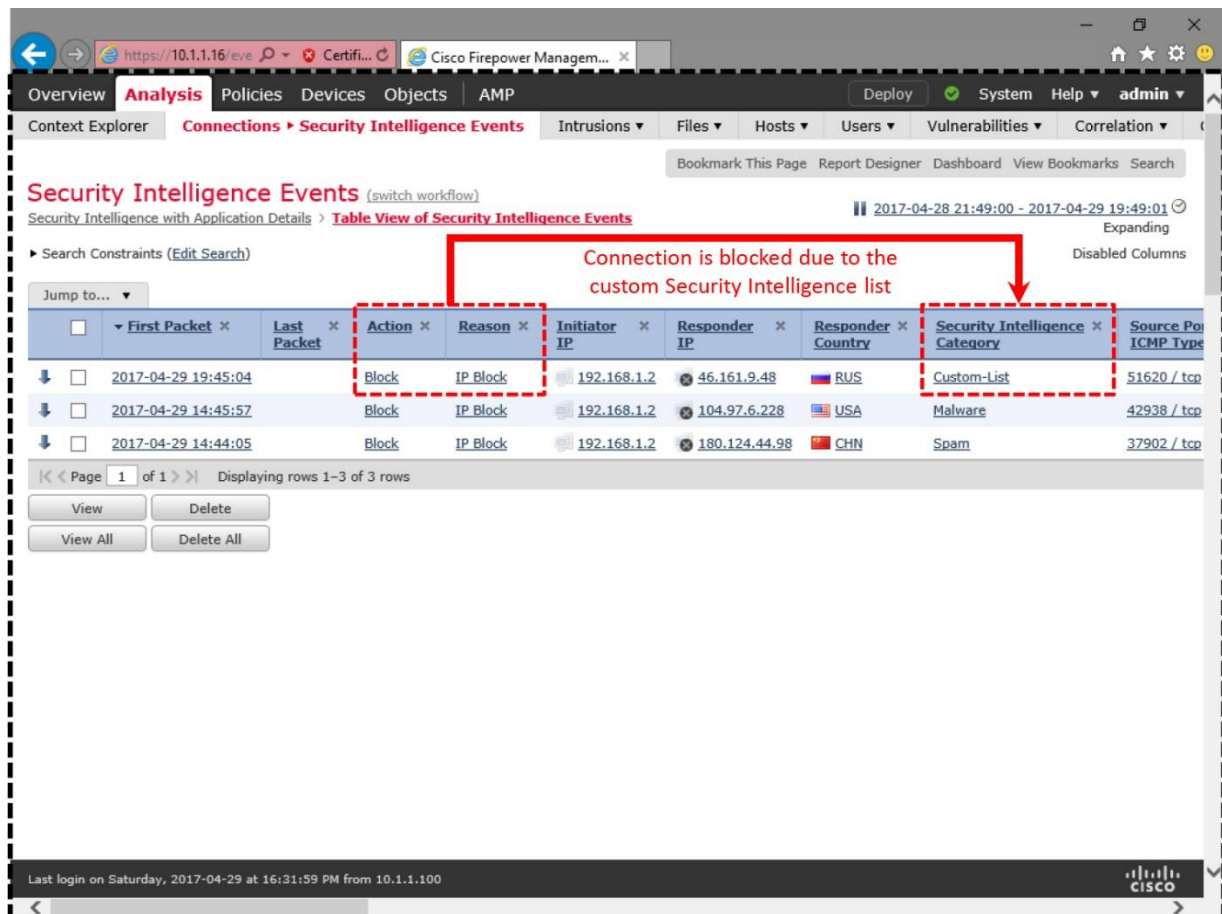 https://10.1.1.16/eve Certifi... Cisco Firepower Managem...
Overview Analysis Policies Devices Objects AMP Deploy System Help admin
Context Explorer Connections Security Intelligence Events Intrusions Files Hosts Users Vulnerabilities Correlation
Bookmark This Page Report Designer Dashboard View Bookmarks Search
Security Intelligence Events (switch workflow)
Security Intelligence with Application Details > Table View of Security Intelligence Events
2017-04-28 21:49:00 - 2017-04-29 19:49:01
Expanding
Search Constraints (Edit Search)
Disabled Columns
Connection is blocked due to the
custom Security Intelligence list
Jump to...
First Packet Last Packet Action Reason Initiator IP Responder IP Responder Country Security Intelligence Category Source Por ICMP Type
2017-04-29 19:45:04 Block IP Block 192.168.1.2 46.161.9.48 RUS Custom-List 51620 / tcp
2017-04-29 14:45:57 Block IP Block 192.168.1.2 104.97.6.228 USA Malware 42938 / tcp
2017-04-29 14:44:05 Block IP Block 192.168.1.2 180.124.44.98 CHN Spam 37902 / tcp
Page 1 of 1 Displaying rows 1–3 of 3 rows
View Delete
View All Delete All
Last login on Saturday, 2017-04-29 at 16:31:59 PM from 10.1.1.100
CISCO